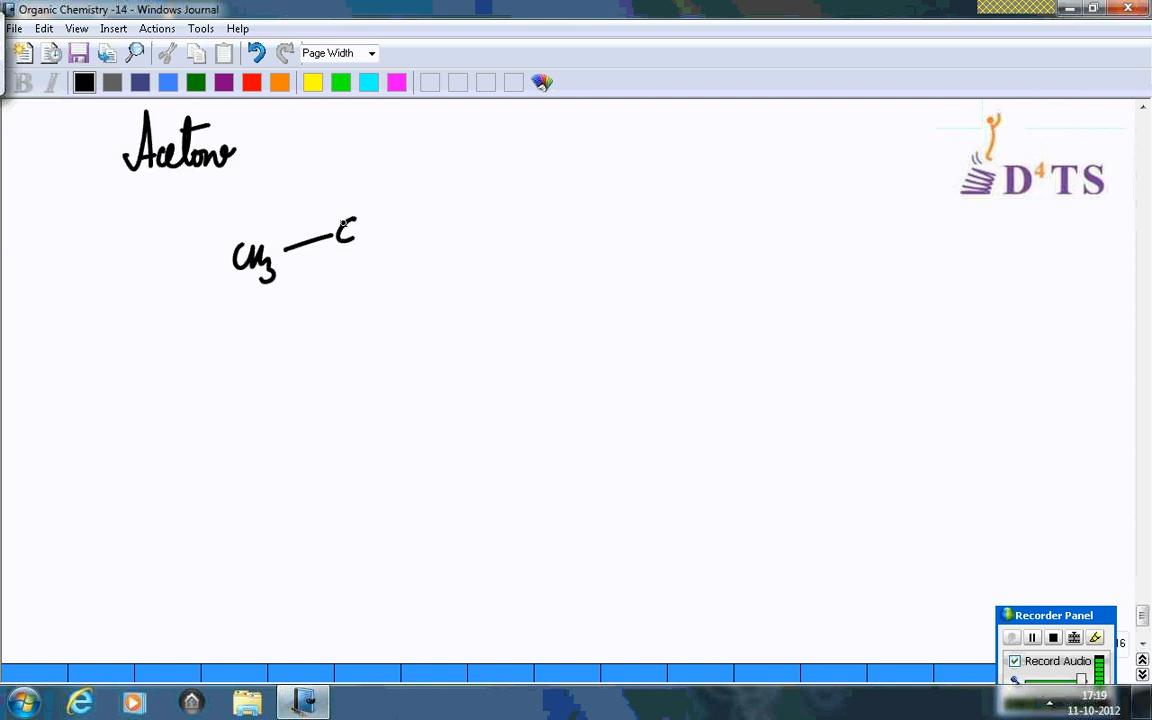 Organic Chemistry -14 - Windows Journal
File Edit View Insert Actions Tools Help
Page Width
B I
Acetone
D4TS
CH3 — C
Recorder Panel
16
Record Audio
17:19
11-10-2012